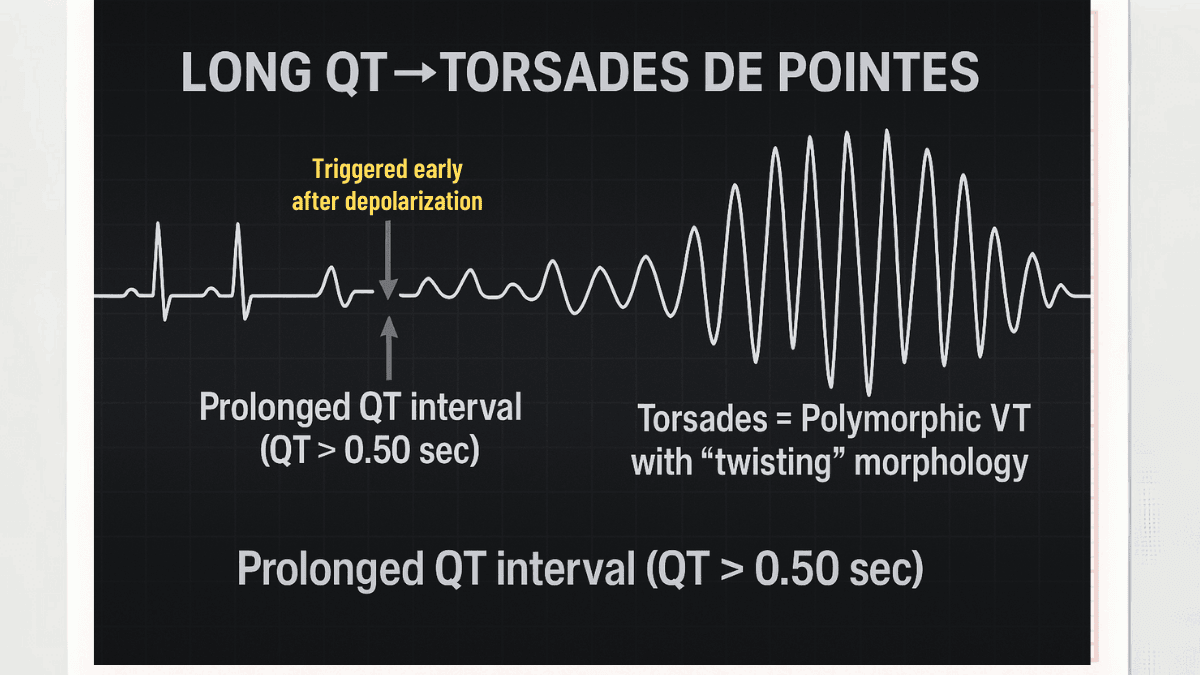 LONG QT→TORSADES DE POINTES
Triggered early
after depolarization
Prolonged QT interval
(QT > 0.50 sec)
Torsades = Polymorphic VT
with “twisting” morphology
Prolonged QT interval (QT > 0.50 sec)